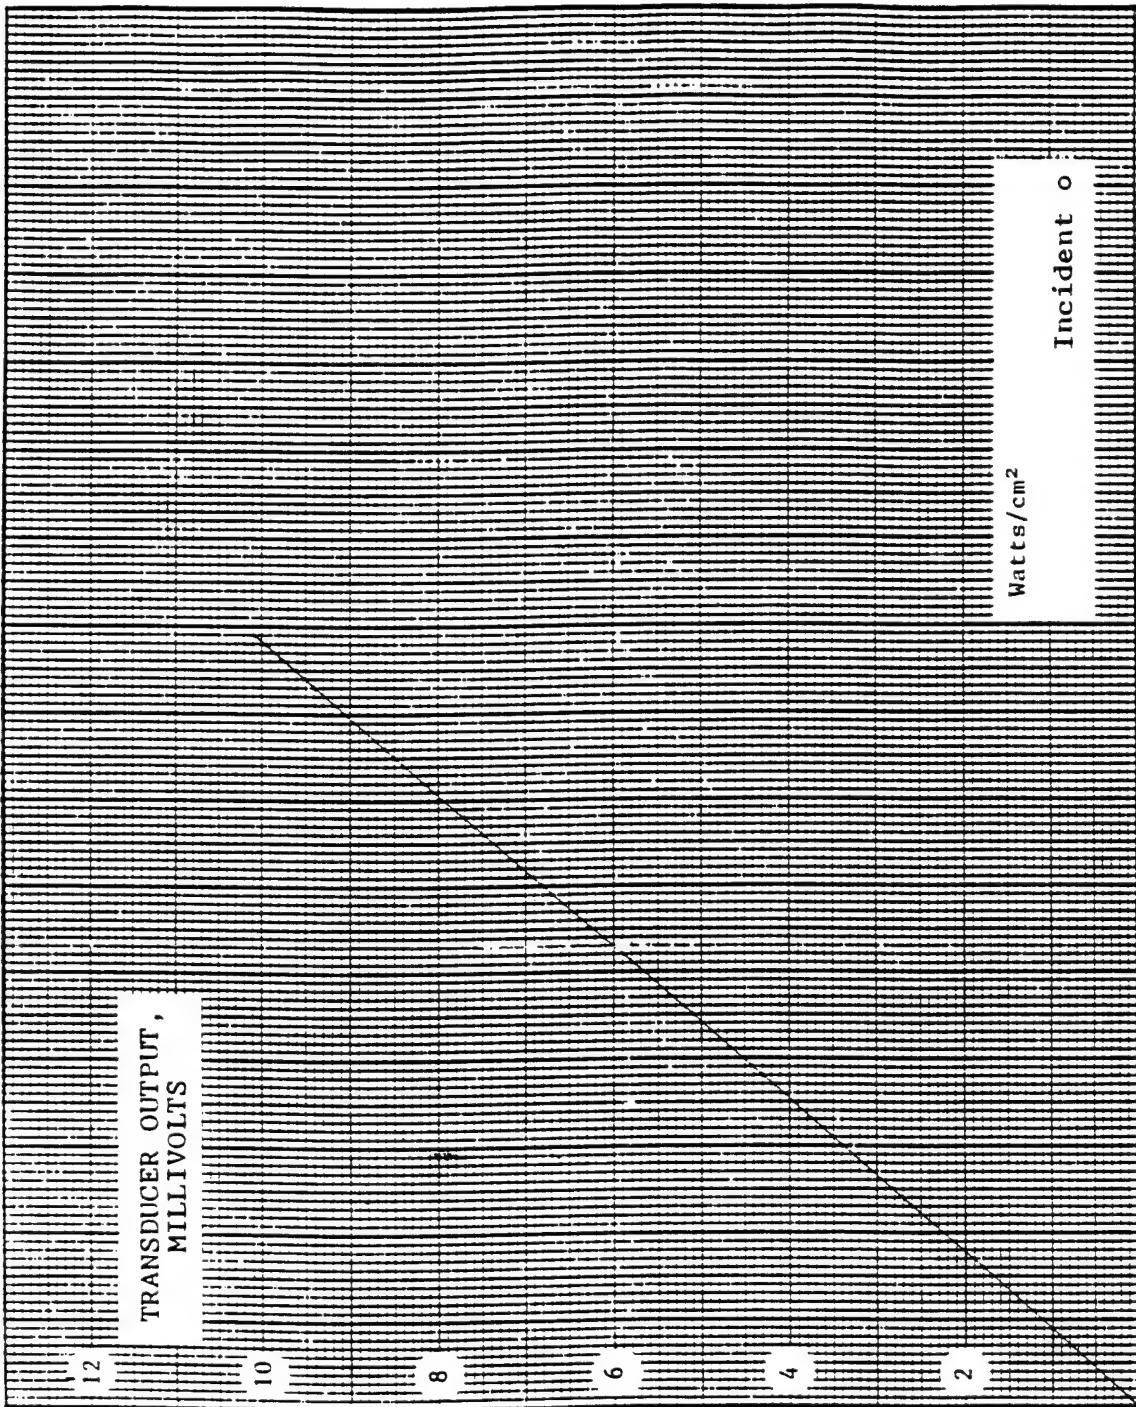 TRANSDUCER OUTPUT,
MILLIVOLTS
12
10
8
6
4
2
Watts/cm²
Incident o